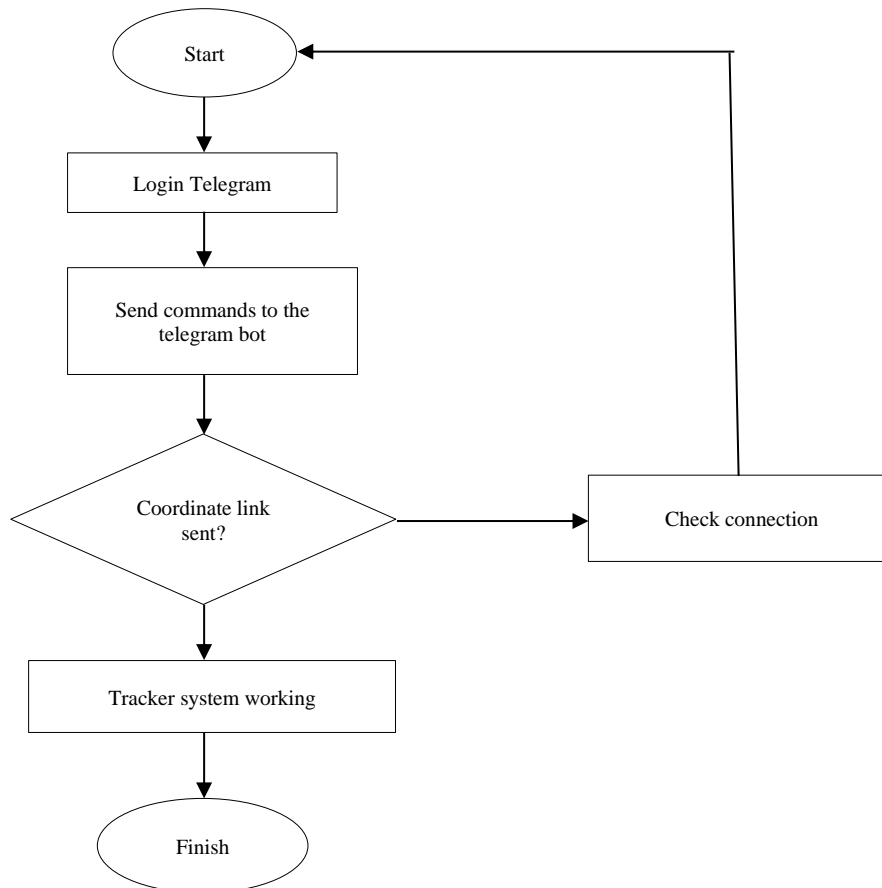 Start
Login Telegram
Send commands to the
telegram bot
Coordinate link
sent?
Check connection
Tracker system working
Finish